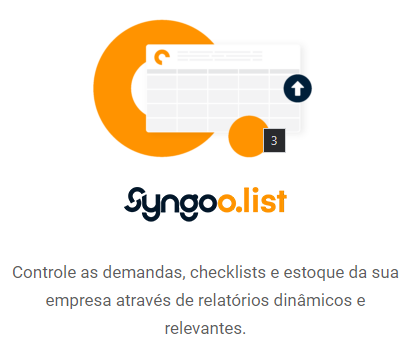 3
Syngoo.list
Controle as demandas, checklists e estoque da sua
empresa através de relatórios dinâmicos e
relevantes.